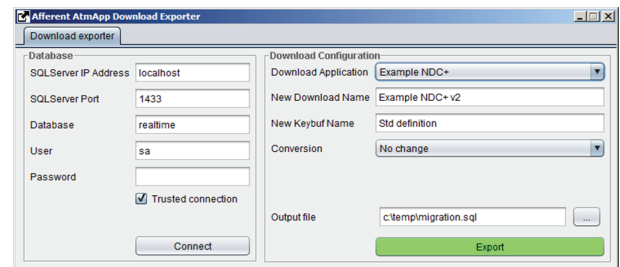 Afferent AtmApp Download Exporter
Download exporter
Database
SQLServer IP Address localhost
SQLServer Port 1433
Database realtime
User sa
Password
Trusted connection
Connect
Download Configuration
Download Application Example NDC+
New Download Name Example NDC+ v2
New Keybuf Name Std definition
Conversion No change
Output file c:\temp\migration.sql ...
Export